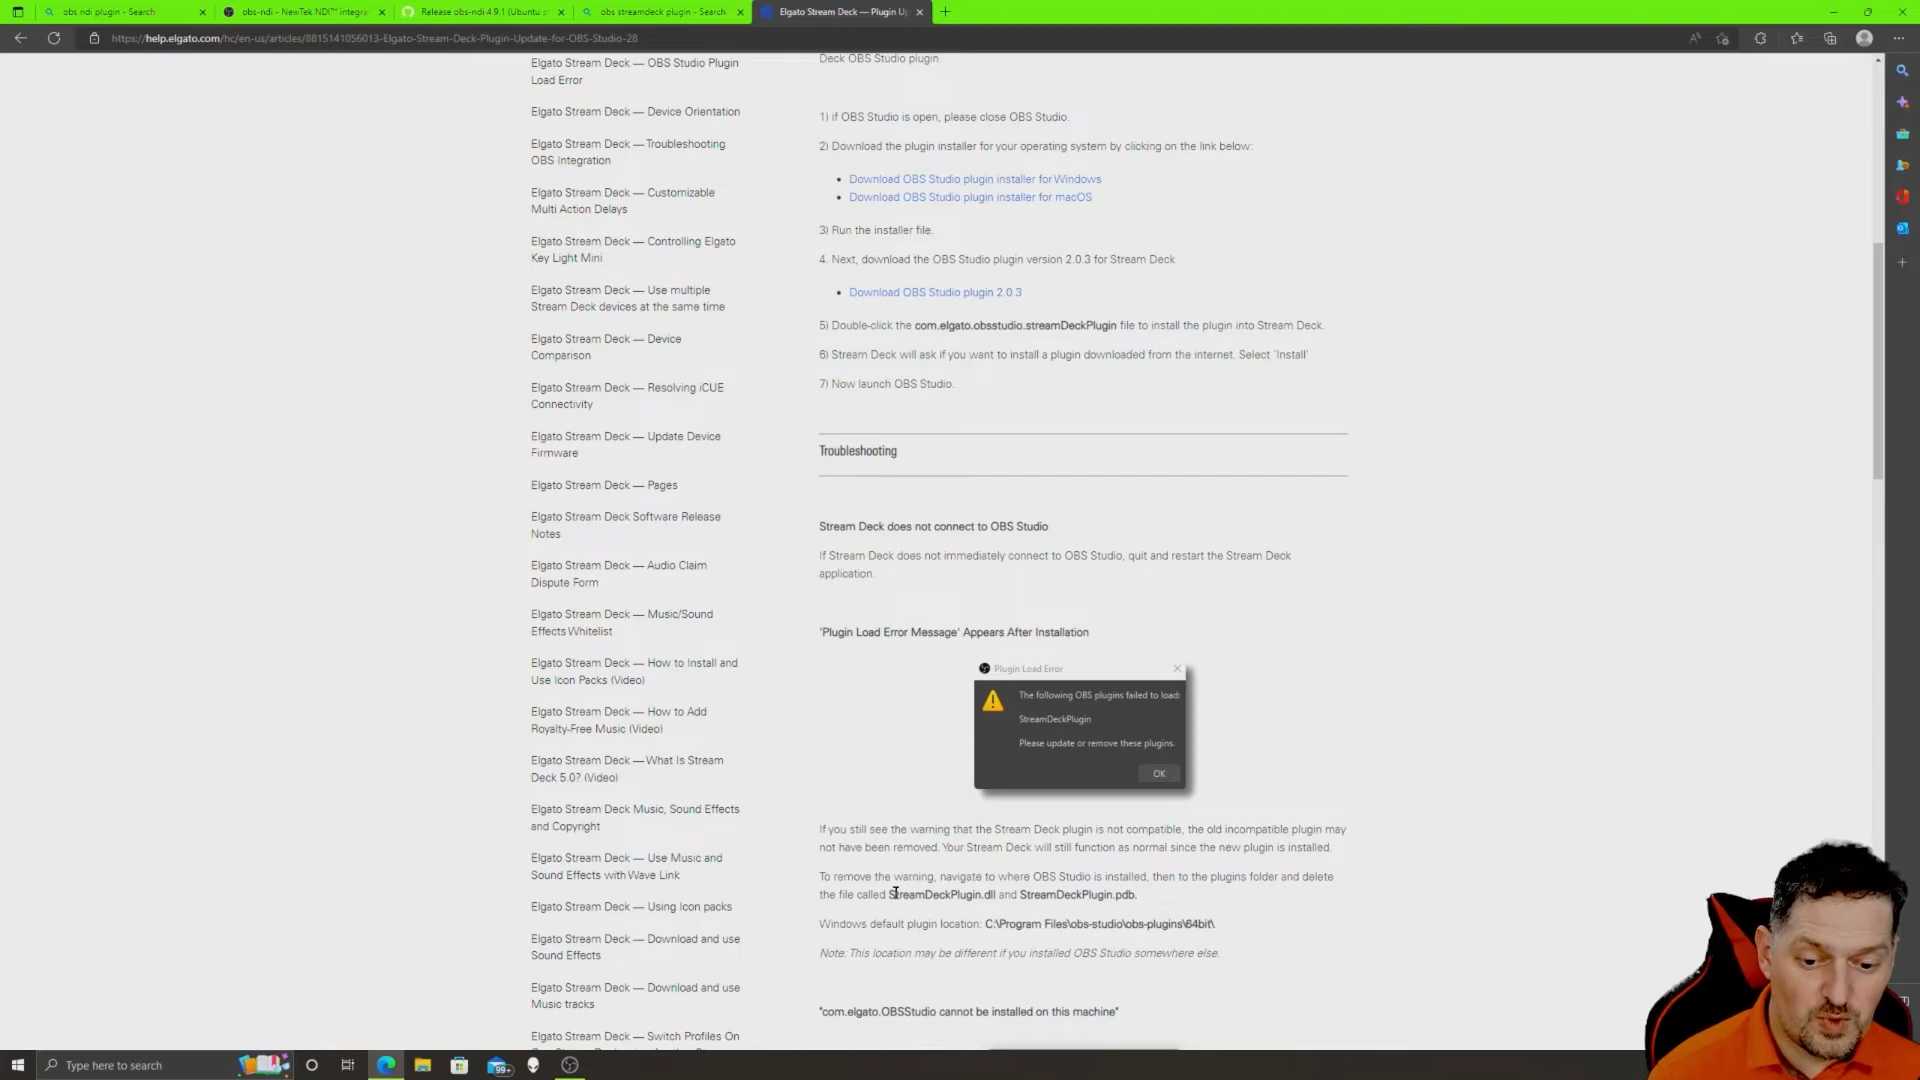 obs ndi plugin - Search
obs-ndi - NewTek NDI™ integra
Release obs-ndi 4.9.1 (Ubuntu p
obs streamdeck plugin - Search
Elgato Stream Deck — Plugin Up
https://help.elgato.com/hc/en-us/articles/8815141056013-Elgato-Stream-Deck-Plugin-Update-for-OBS-Studio-28
Elgato Stream Deck — OBS Studio Plugin
Load Error
Elgato Stream Deck — Device Orientation
Elgato Stream Deck — Troubleshooting
OBS Integration
Elgato Stream Deck — Customizable
Multi Action Delays
Elgato Stream Deck — Controlling Elgato
Key Light Mini
Elgato Stream Deck — Use multiple
Stream Deck devices at the same time
Elgato Stream Deck — Device
Comparison
Elgato Stream Deck — Resolving iCUE
Connectivity
Elgato Stream Deck — Update Device
Firmware
Elgato Stream Deck — Pages
Elgato Stream Deck Software Release
Notes
Elgato Stream Deck — Audio Claim
Dispute Form
Elgato Stream Deck — Music/Sound
Effects Whitelist
Elgato Stream Deck — How to Install and
Use Icon Packs (Video)
Elgato Stream Deck — How to Add
Royalty-Free Music (Video)
Elgato Stream Deck — What Is Stream
Deck 5.0? (Video)
Elgato Stream Deck Music, Sound Effects
and Copyright
Elgato Stream Deck — Use Music and
Sound Effects with Wave Link
Elgato Stream Deck — Using Icon packs
Elgato Stream Deck — Download and use
Sound Effects
Elgato Stream Deck — Download and use
Music tracks
Elgato Stream Deck — Switch Profiles On
Deck OBS Studio plugin.
1) if OBS Studio is open, please close OBS Studio.
2) Download the plugin installer for your operating system by clicking on the link below:
• Download OBS Studio plugin installer for Windows
• Download OBS Studio plugin installer for macOS
3) Run the installer file.
4. Next, download the OBS Studio plugin version 2.0.3 for Stream Deck
• Download OBS Studio plugin 2.0.3
5) Double-click the com.elgato.obsstudio.streamDeckPlugin file to install the plugin into Stream Deck.
6) Stream Deck will ask if you want to install a plugin downloaded from the internet. Select `Install'
7) Now launch OBS Studio.
Troubleshooting
Stream Deck does not connect to OBS Studio
If Stream Deck does not immediately connect to OBS Studio, quit and restart the Stream Deck
application.
'Plugin Load Error Message' Appears After Installation
Plugin Load Error
The following OBS plugins failed to load:
StreamDeckPlugin
Please update or remove these plugins.
OK
If you still see the warning that the Stream Deck plugin is not compatible, the old incompatible plugin may
not have been removed. Your Stream Deck will still function as normal since the new plugin is installed.
To remove the warning, navigate to where OBS Studio is installed, then to the plugins folder and delete
the file called StreamDeckPlugin.dll and StreamDeckPlugin.pdb.
Windows default plugin location: C:\Program Files\obs-studio\obs-plugins\64bit\
Note: This location may be different if you installed OBS Studio somewhere else.
"com.elgato.OBSStudio cannot be installed on this machine"
Type here to search
99+